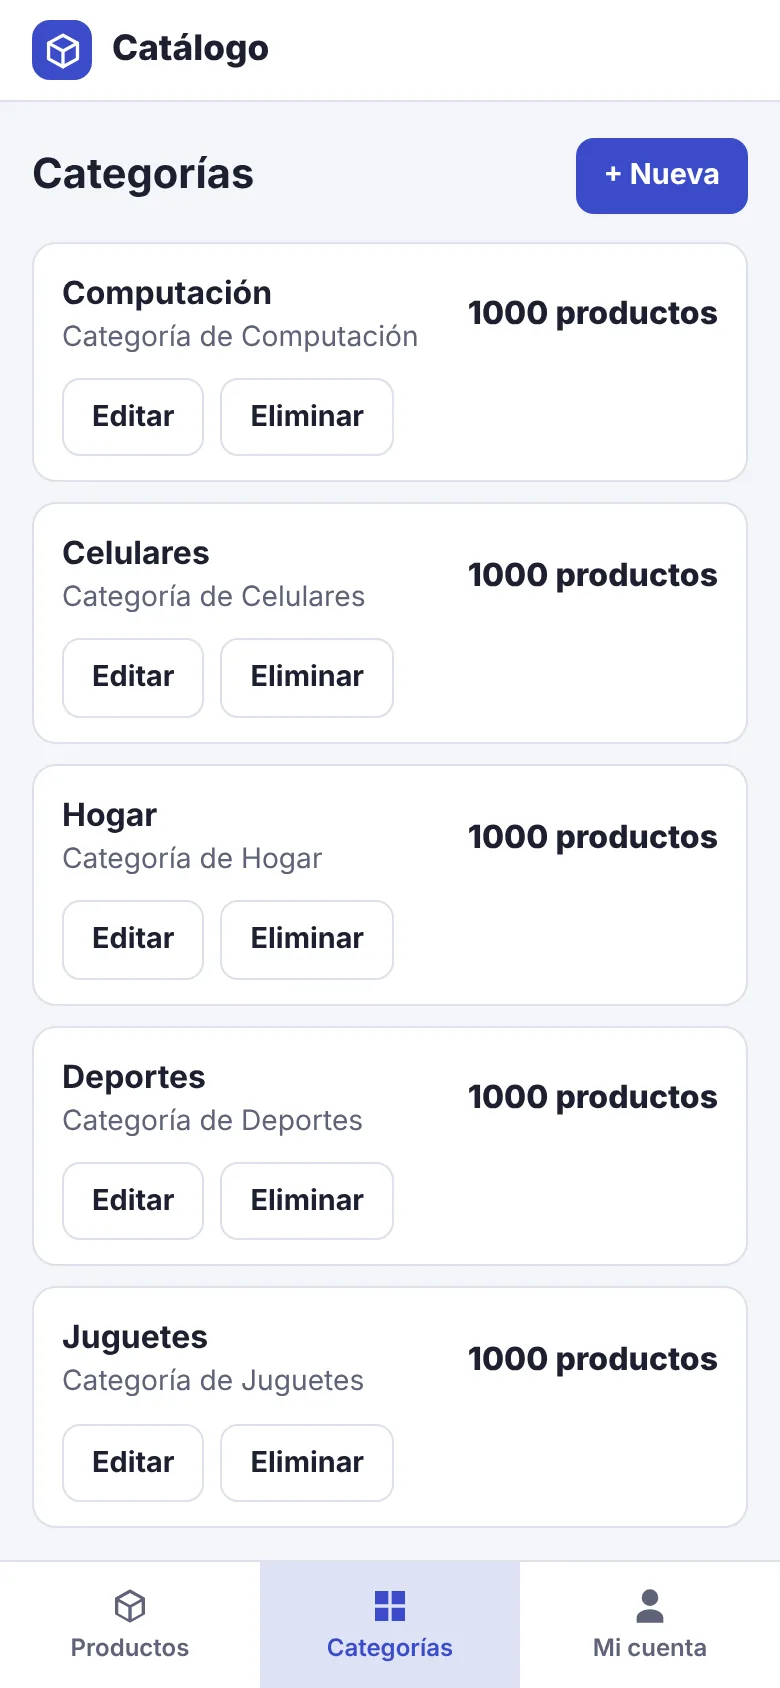 Catálogo
Categorías
+ Nueva
Computación
Categoría de Computación
1000 productos
Editar
Eliminar
Celulares
Categoría de Celulares
1000 productos
Editar
Eliminar
Hogar
Categoría de Hogar
1000 productos
Editar
Eliminar
Deportes
Categoría de Deportes
1000 productos
Editar
Eliminar
Juguetes
Categoría de Juguetes
1000 productos
Editar
Eliminar
Productos
Categorías
Mi cuenta